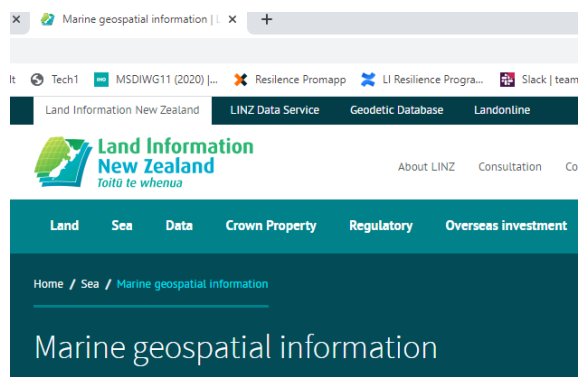 Marine geospatial information |
lt Tech1 MSDIWG11 (2020) |... Resilence Promapp LI Resilience Progra... Slack | team
Land Information New Zealand LINZ Data Service Geodetic Database Landonline
Land Information
New Zealand
Toitū te whenua
About LINZ Consultation Co
Land Sea Data Crown Property Regulatory Overseas investment
Home / Sea / Marine geospatial information
Marine geospatial information